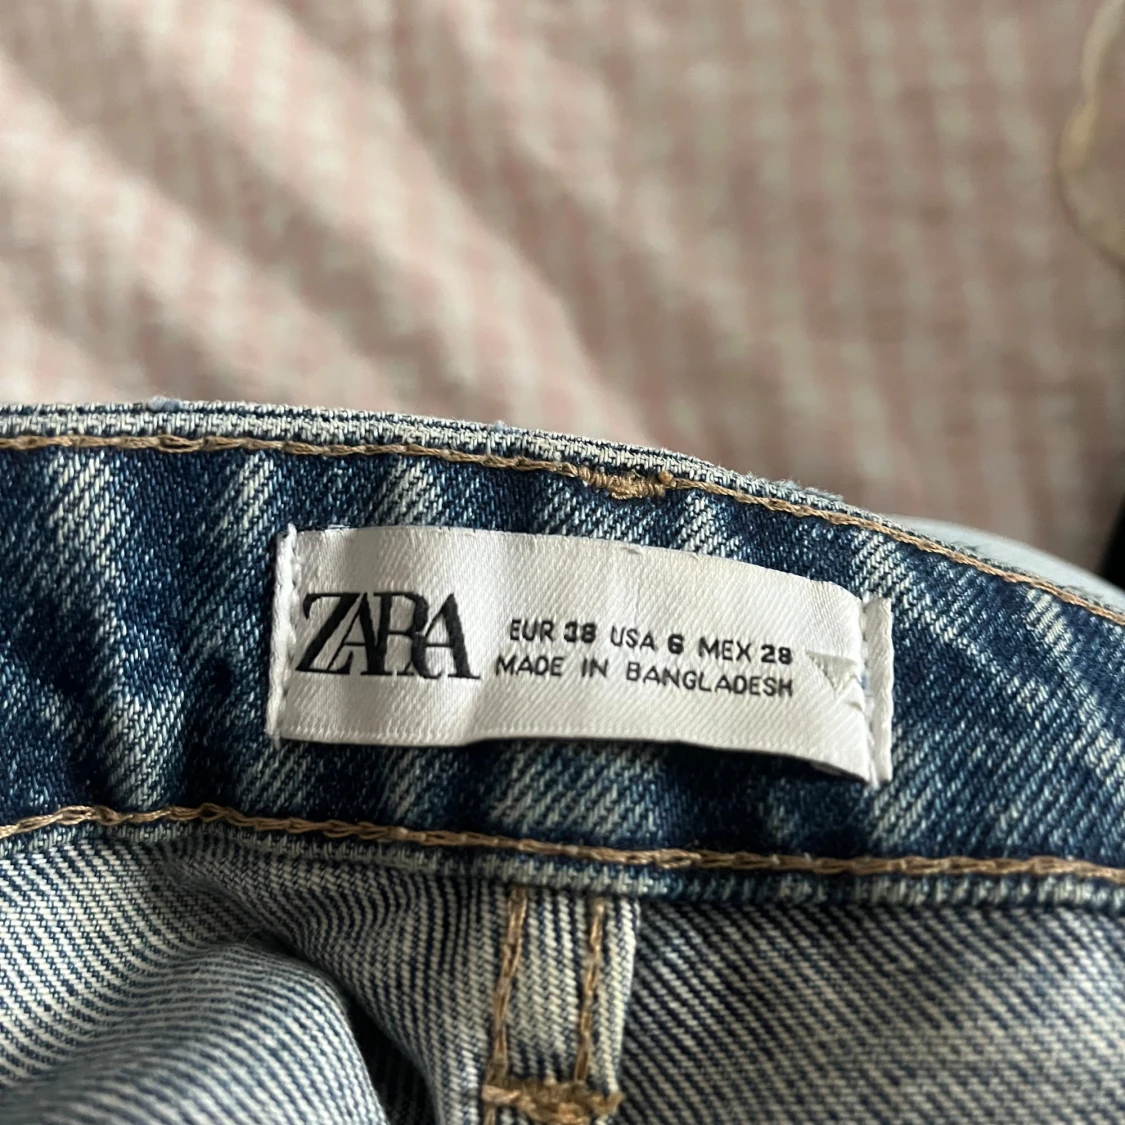 ZARA
EUR 38 USA 6 MEX 28
MADE IN BANGLADESH